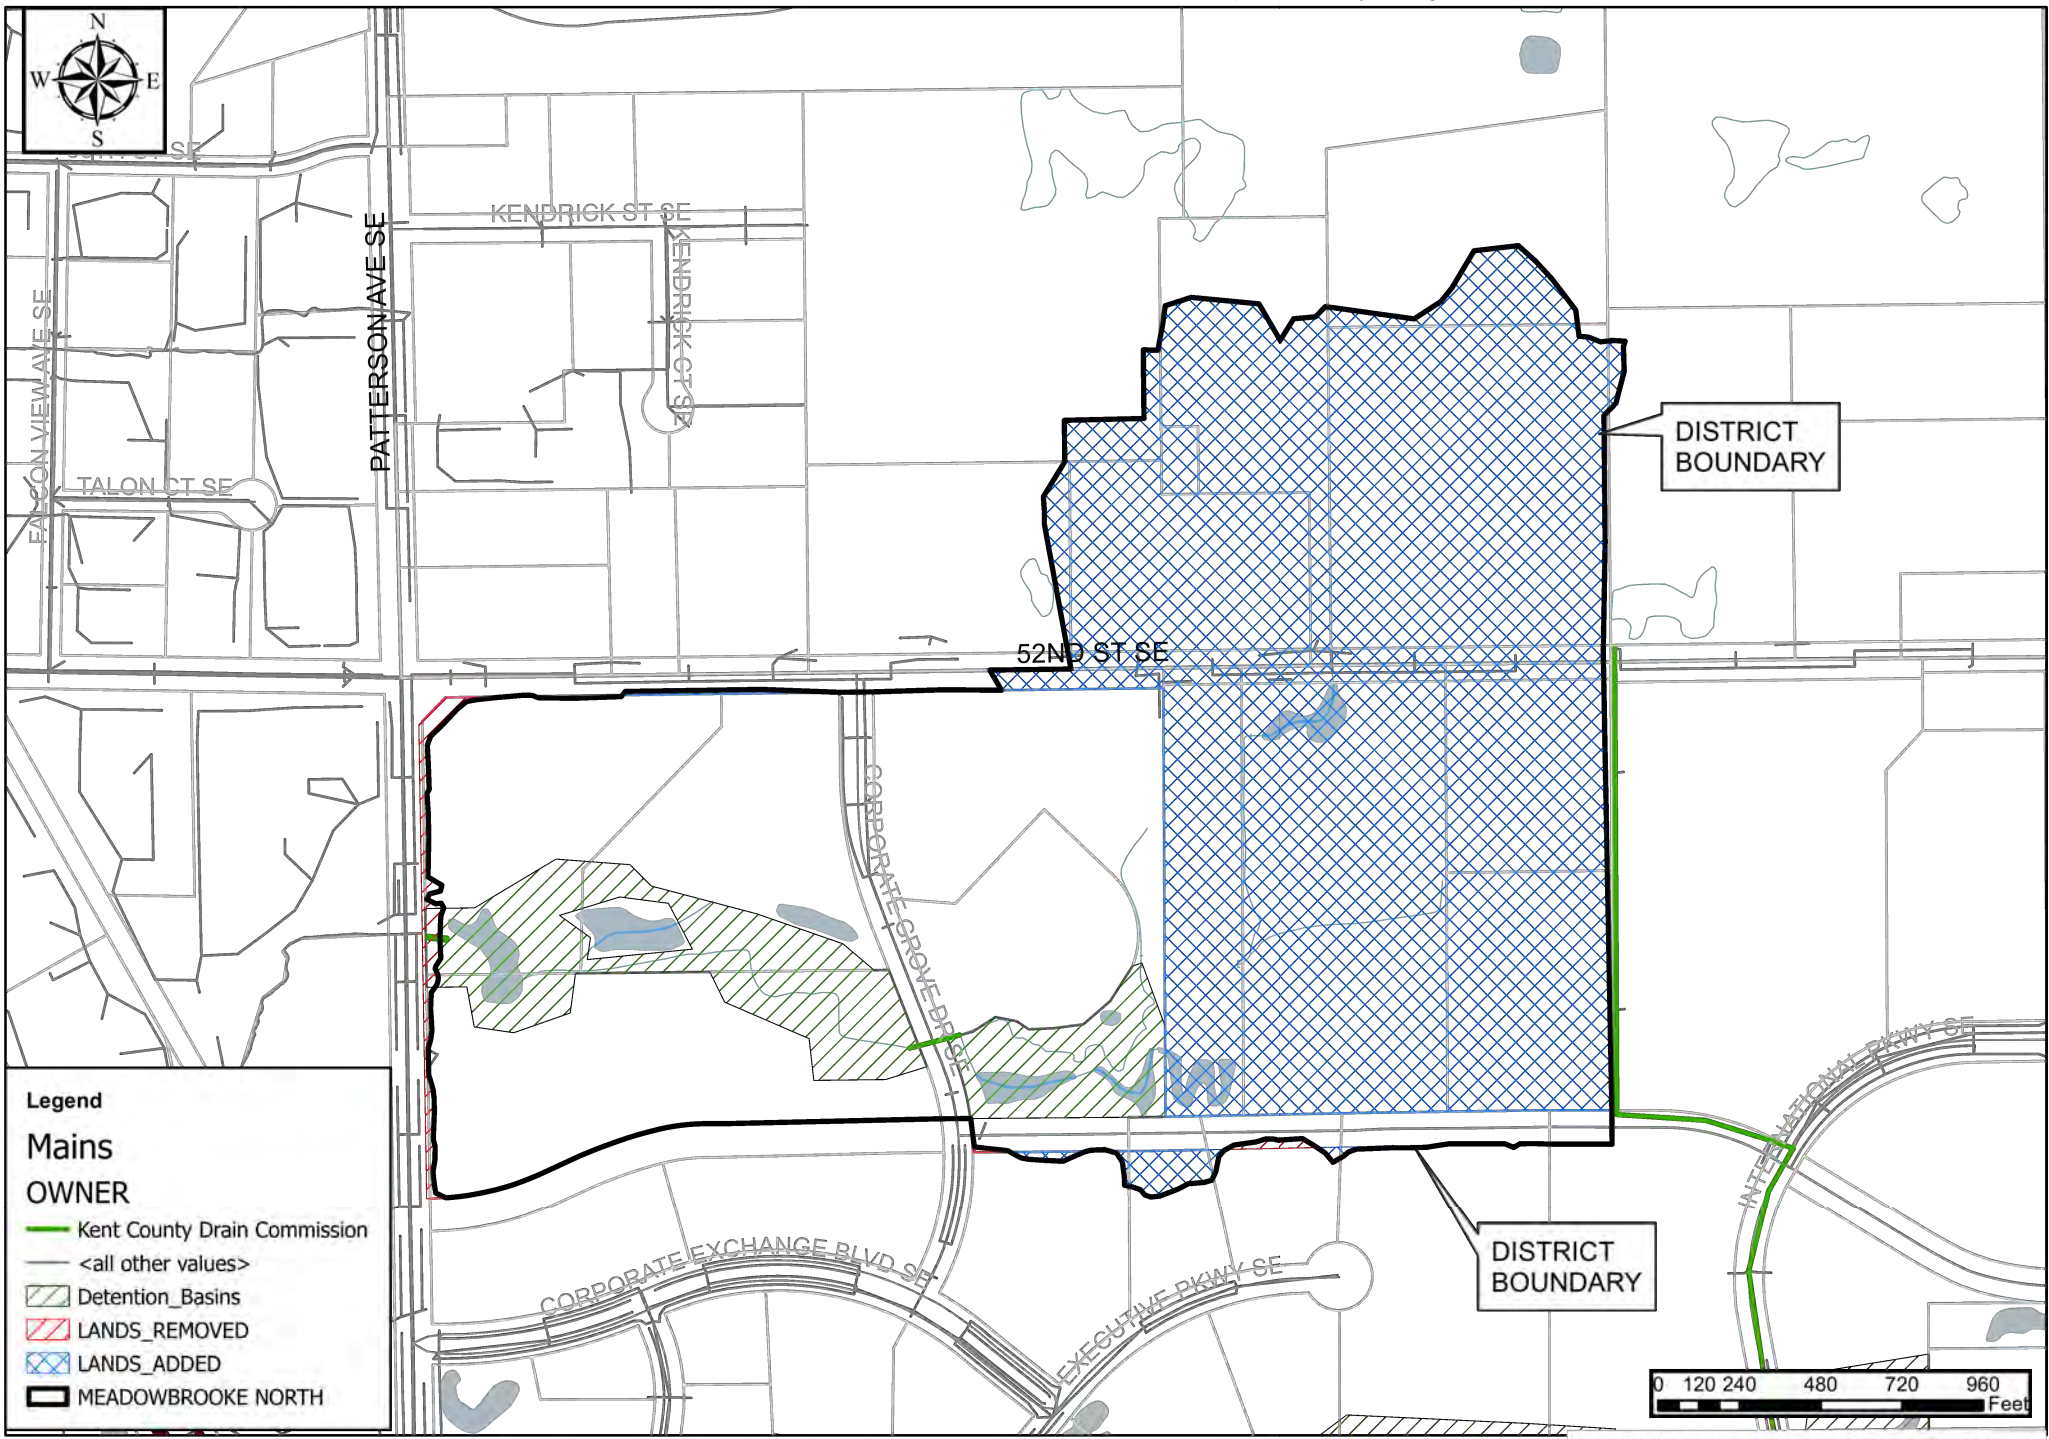 N
W E
S
SE
KENDRICK ST SE
KENDRICK CT SE
PATTERSON AVE SE
FALCON VIEW AVE SE
TALON CT SE
DISTRICT
BOUNDARY
52ND ST SE
CORPORATE GROVE DR SE
INTERNATIONAL PKWY SE
CORPORATE EXCHANGE BLVD SE
EXECUTIVE PKWY SE
DISTRICT
BOUNDARY
Legend
Mains
OWNER
Kent County Drain Commission
<all other values>
Detention_Basins
LANDS_REMOVED
LANDS_ADDED
MEADOWBROOKE NORTH
0 120 240 480 720 960
Feet